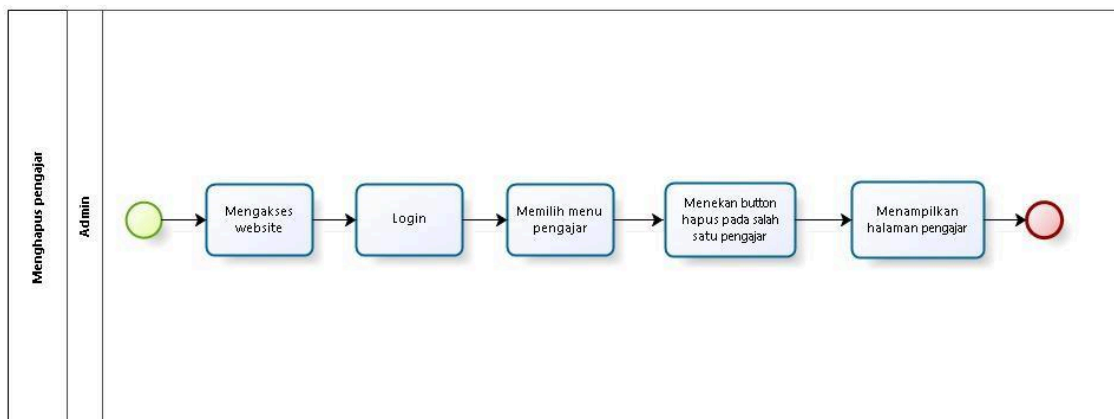 Menghapus pengajar
Admin
Mengakses
website
Login
Memilih menu
pengajar
Menekan button
hapus pada salah
satu pengajar
Menampilkan
halaman pengajar